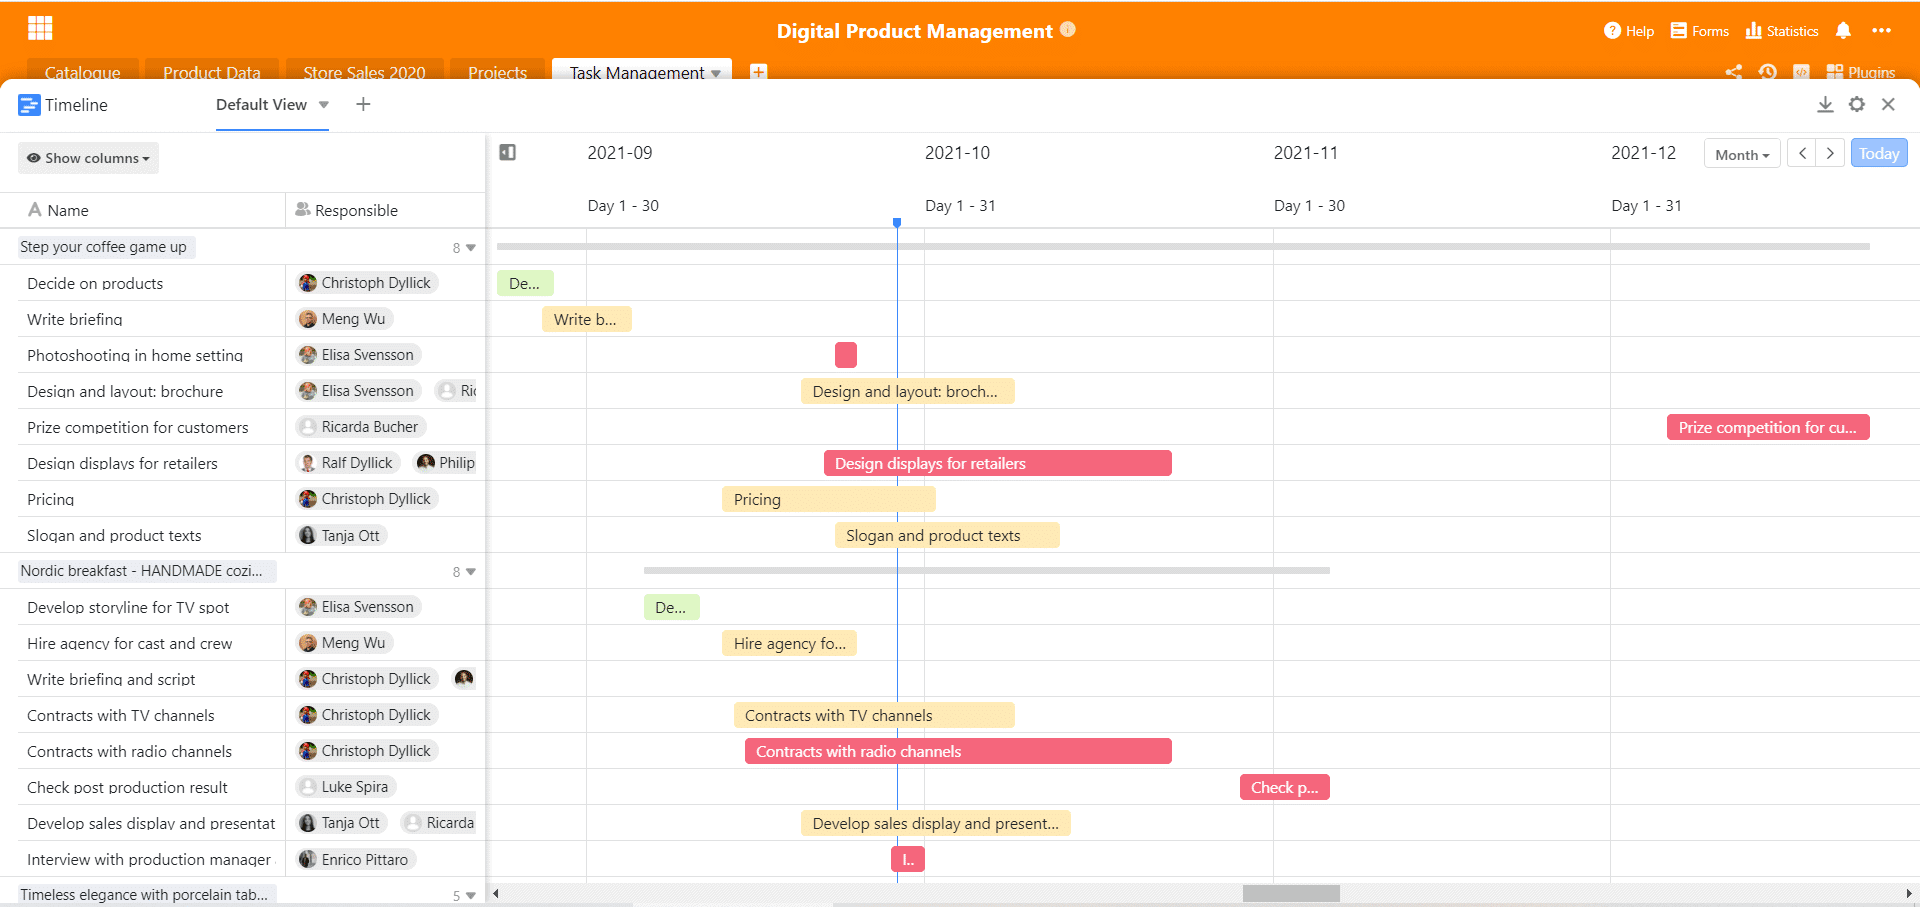 Digital Product Management
Help Forms Statistics
Catalogue Product Data Store Sales 2020 Projects Task Management
Plugins
Timeline Default View
Show columns
2021-09 2021-10 2021-11 2021-12 Month Today
Name Responsible
Day 1 - 30 Day 1 - 31 Day 1 - 30 Day 1 - 31
Step your coffee game up 8
Decide on products Christoph Dyllick De...
Write briefing Meng Wu Write b...
Photoshooting in home setting Elisa Svensson
Design and layout: brochure Elisa Svensson Ric Design and layout: broch...
Prize competition for customers Ricarda Bucher Prize competition for cu...
Design displays for retailers Ralf Dyllick Philip Design displays for retailers
Pricing Christoph Dyllick Pricing
Slogan and product texts Tanja Ott Slogan and product texts
Nordic breakfast - HANDMADE cozi... 8
Develop storyline for TV spot Elisa Svensson De...
Hire agency for cast and crew Meng Wu Hire agency fo...
Write briefing and script Christoph Dyllick
Contracts with TV channels Christoph Dyllick Contracts with TV channels
Contracts with radio channels Christoph Dyllick Contracts with radio channels
Check post production result Luke Spira Check p...
Develop sales display and presentat Tanja Ott Ricarda Develop sales display and present...
Interview with production manager Enrico Pittaro I..
Timeless elegance with porcelain tab... 5